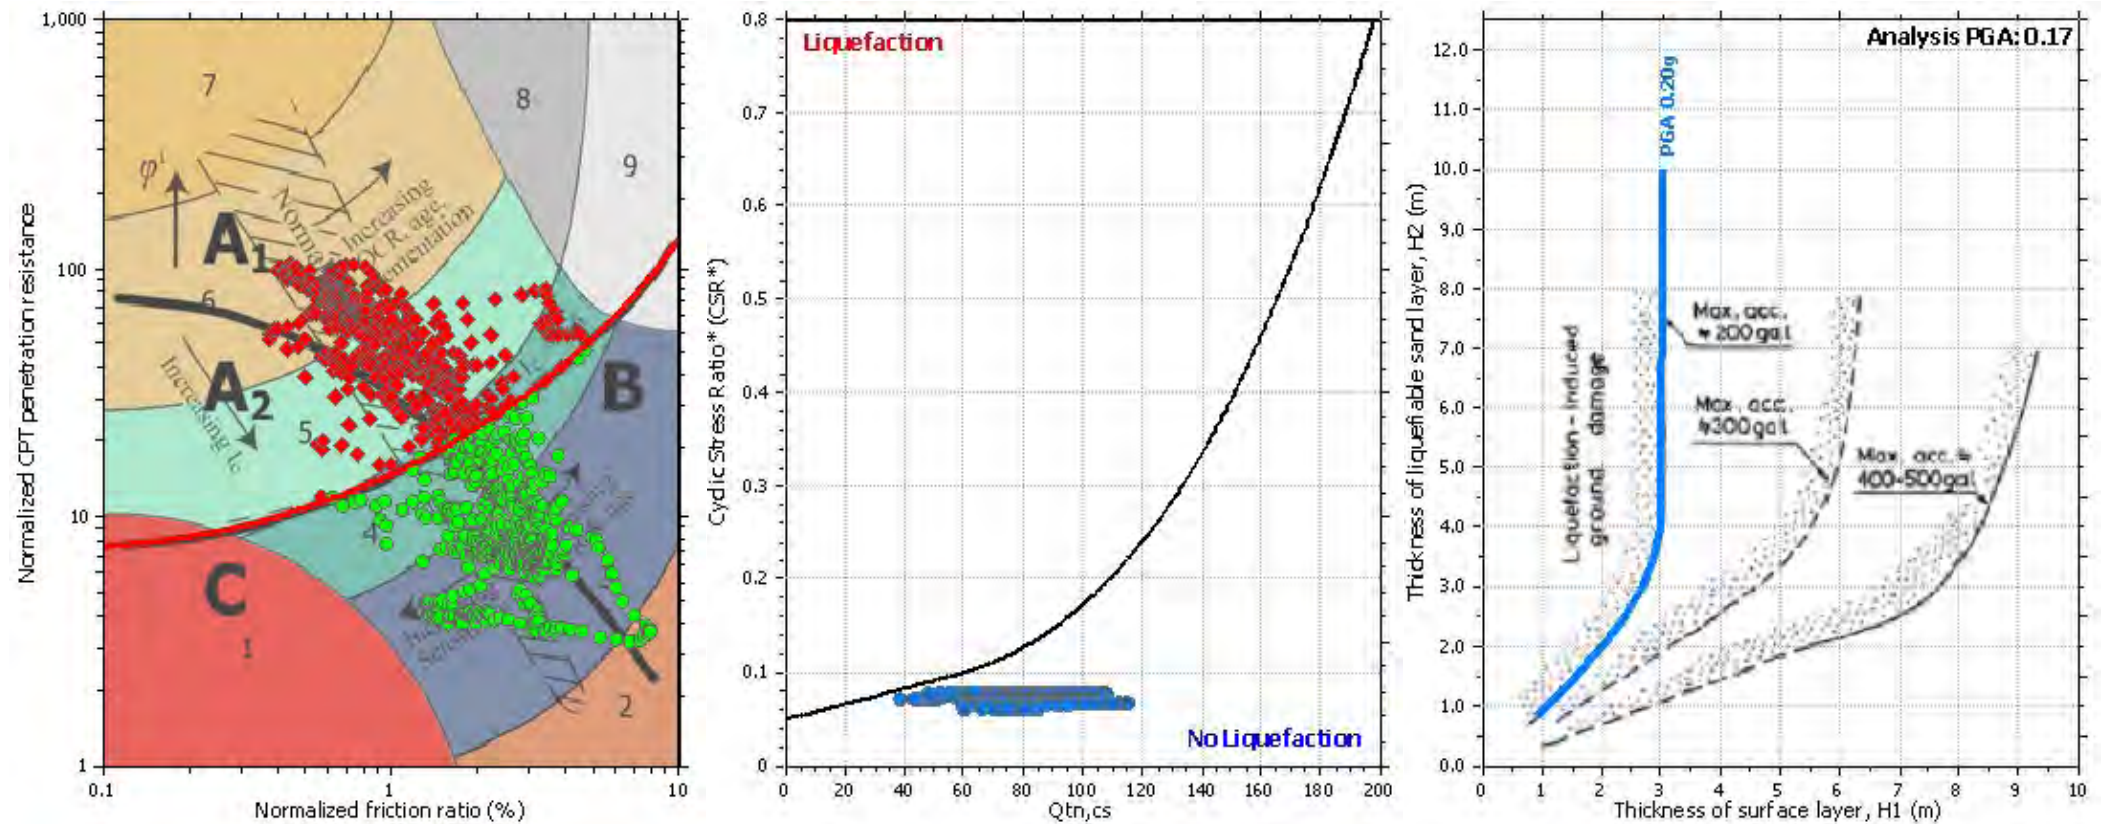 1,000
100
10
1
0.1
1
10
Normalized CPT penetration resistance
Normalized friction ratio (%)
7
8
9
φ'
A1
Norma
Increasing
OCR, age,
cementation
6
A2
Increasing Ic
5
B
4
C
1
2
0.8
0.7
0.6
0.5
0.4
0.3
0.2
0.1
0
0
20
40
60
80
100
120
140
160
180
200
Cyclic Stress Ratio* (CSR*)
Qtn,cs
Liquefaction
No Liquefaction
12.0
11.0
10.0
9.0
8.0
7.0
6.0
5.0
4.0
3.0
2.0
1.0
0.0
0
1
2
3
4
5
6
7
8
9
10
Thickness of liquefiable sand layer, H2 (m)
Thickness of surface layer, H1 (m)
Analysis PGA: 0.17
PGA 0.20g
Liquefaction - induced
ground damage
Max. acc.
≒ 200 gal
Max. acc.
≒300 gal
Max. acc. ≒
400-500gal